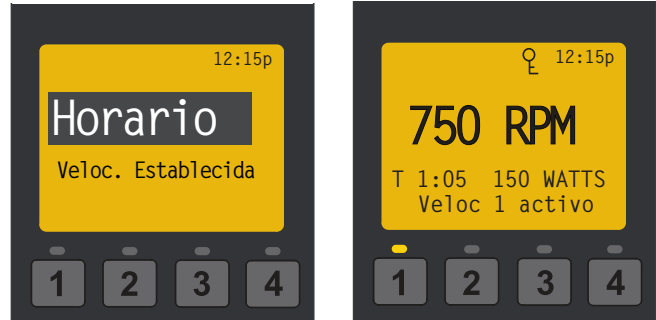 12:15p
Horario
Veloc. Establecida
1 2 3 4
12:15p
750 RPM
T 1:05 150 WATTS
Veloc 1 activo
1 2 3 4